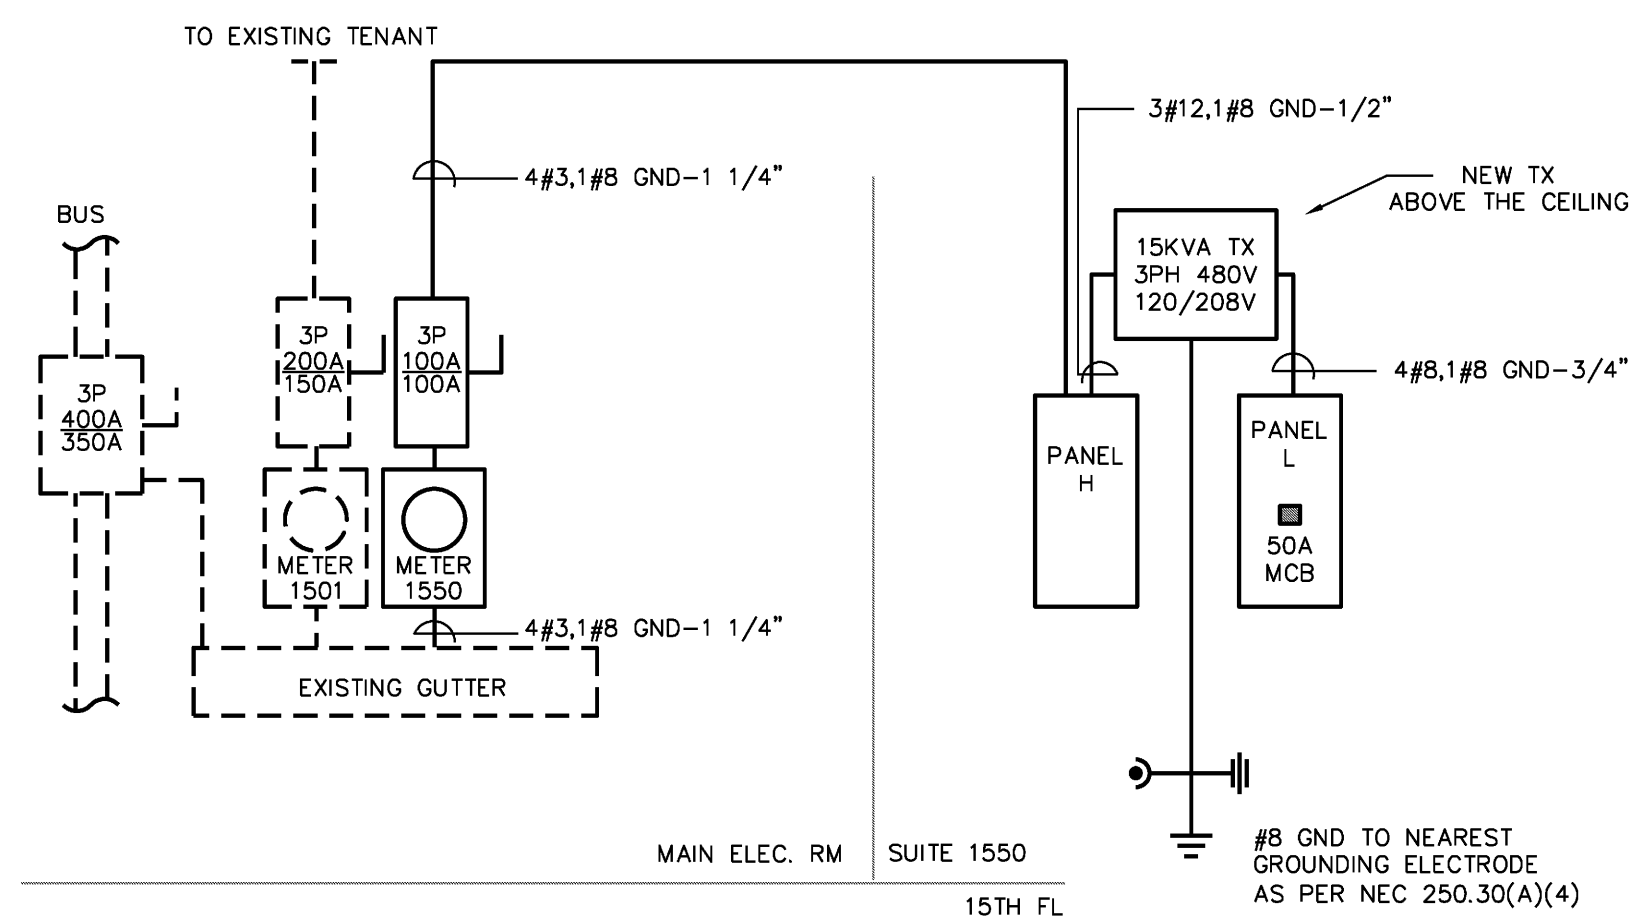 TO EXISTING TENANT
3#12,1#8 GND-1/2"
4#3,1#8 GND-1 1/4"
NEW TX
ABOVE THE CEILING
BUS
15KVA TX
3PH 480V
120/208V
3P
200A
150A
3P
100A
100A
3P
400A
350A
4#8,1#8 GND-3/4"
PANEL
H
PANEL
L
50A
MCB
METER
1501
METER
1550
4#3,1#8 GND-1 1/4"
EXISTING GUTTER
MAIN ELEC. RM
SUITE 1550
#8 GND TO NEAREST
GROUNDING ELECTRODE
AS PER NEC 250.30(A)(4)
15TH FL